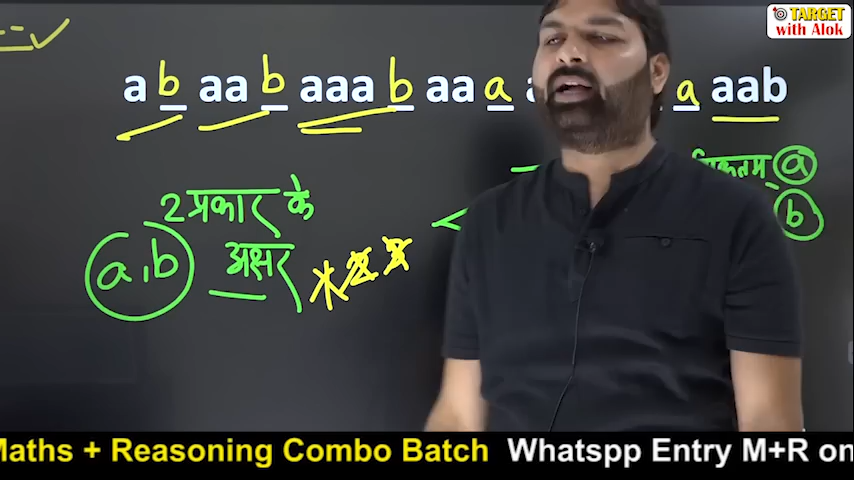 TARGET
with Alok
a b aa b aaa b aa a a a aab
2 प्रकार के
a
a,b
अक्षर
b
Maths + Reasoning Combo Batch Whatspp Entry M+R on